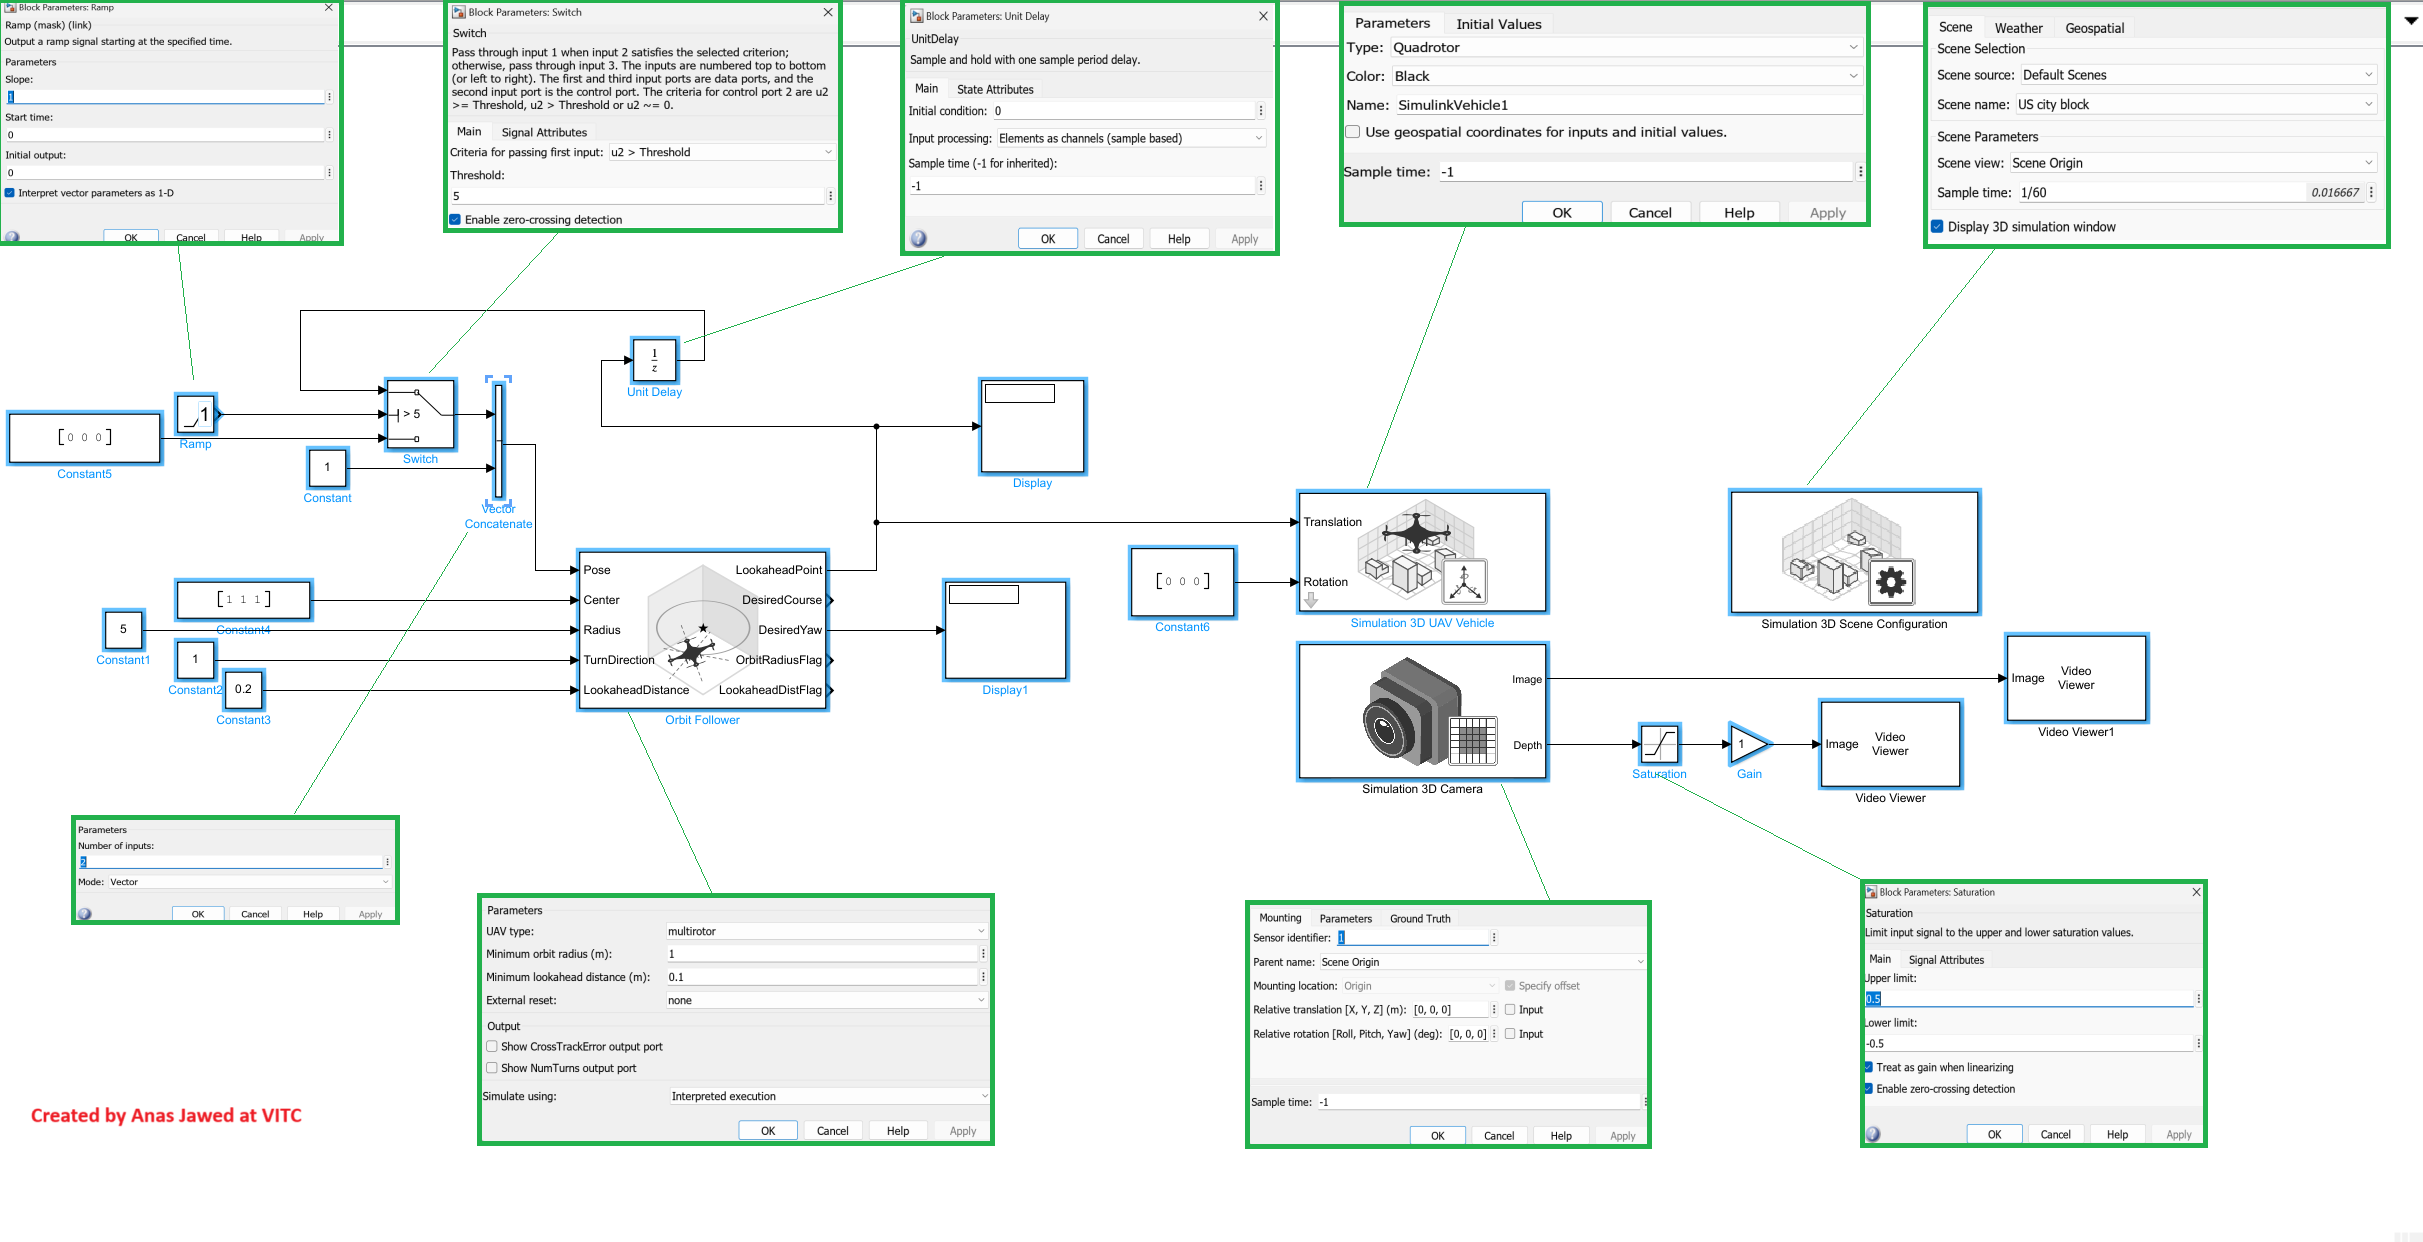 Block Parameters: Ramp
Ramp (mask) (link)
Output a ramp signal starting at the specified time.
Parameters
Slope:
1
Start time:
0
Initial output:
0
Interpret vector parameters as 1-D
OK Cancel Help Apply
Block Parameters: Switch
Switch
Pass through input 1 when input 2 satisfies the selected criterion;
otherwise, pass through input 3. The inputs are numbered top to bottom
(or left to right). The first and third input ports are data ports, and the
second input port is the control port. The criteria for control port 2 are u2
>= Threshold, u2 > Threshold or u2 ~= 0.
Main Signal Attributes
Criteria for passing first input: u2 > Threshold
Threshold:
5
Enable zero-crossing detection
Block Parameters: Unit Delay
UnitDelay
Sample and hold with one sample period delay.
Main State Attributes
Initial condition: 0
Input processing: Elements as channels (sample based)
Sample time (-1 for inherited):
-1
OK Cancel Help Apply
Parameters Initial Values
Type: Quadrotor
Color: Black
Name: SimulinkVehicle1
Use geospatial coordinates for inputs and initial values.
Sample time: -1
OK Cancel Help Apply
Scene Weather Geospatial
Scene Selection
Scene source: Default Scenes
Scene name: US city block
Scene Parameters
Scene view: Scene Origin
Sample time: 1/60 0.016667
Display 3D simulation window
1
z
Unit Delay
1
Ramp
[0 0 0]
Constant5
> 5
Switch
1
Constant
Vector
Concatenate
Display
[1 1 1]
Constant4
5
Constant1
1
Constant2
0.2
Constant3
Pose
Center
Radius
TurnDirection
LookaheadDistance
LookaheadPoint
DesiredCourse
DesiredYaw
OrbitRadiusFlag
LookaheadDistFlag
Orbit Follower
Display1
[0 0 0]
Constant6
Translation
Rotation
Simulation 3D UAV Vehicle
Simulation 3D Scene Configuration
Image
Depth
Simulation 3D Camera
Saturation
1
Gain
Image Video
Viewer
Video Viewer
Image Video
Viewer
Video Viewer1
Parameters
Number of inputs:
2
Mode: Vector
OK Cancel Help Apply
Parameters
UAV type: multirotor
Minimum orbit radius (m): 1
Minimum lookahead distance (m): 0.1
External reset: none
Output
Show CrossTrackError output port
Show NumTurns output port
Simulate using: Interpreted execution
OK Cancel Help Apply
Mounting Parameters Ground Truth
Sensor identifier: 1
Parent name: Scene Origin
Mounting location: Origin Specify offset
Relative translation [X, Y, Z] (m): [0, 0, 0] Input
Relative rotation [Roll, Pitch, Yaw] (deg): [0, 0, 0] Input
Sample time: -1
OK Cancel Help Apply
Block Parameters: Saturation
Saturation
Limit input signal to the upper and lower saturation values.
Main Signal Attributes
Upper limit:
0.5
Lower limit:
-0.5
Treat as gain when linearizing
Enable zero-crossing detection
OK Cancel Help Apply
Created by Anas Jawed at VITC